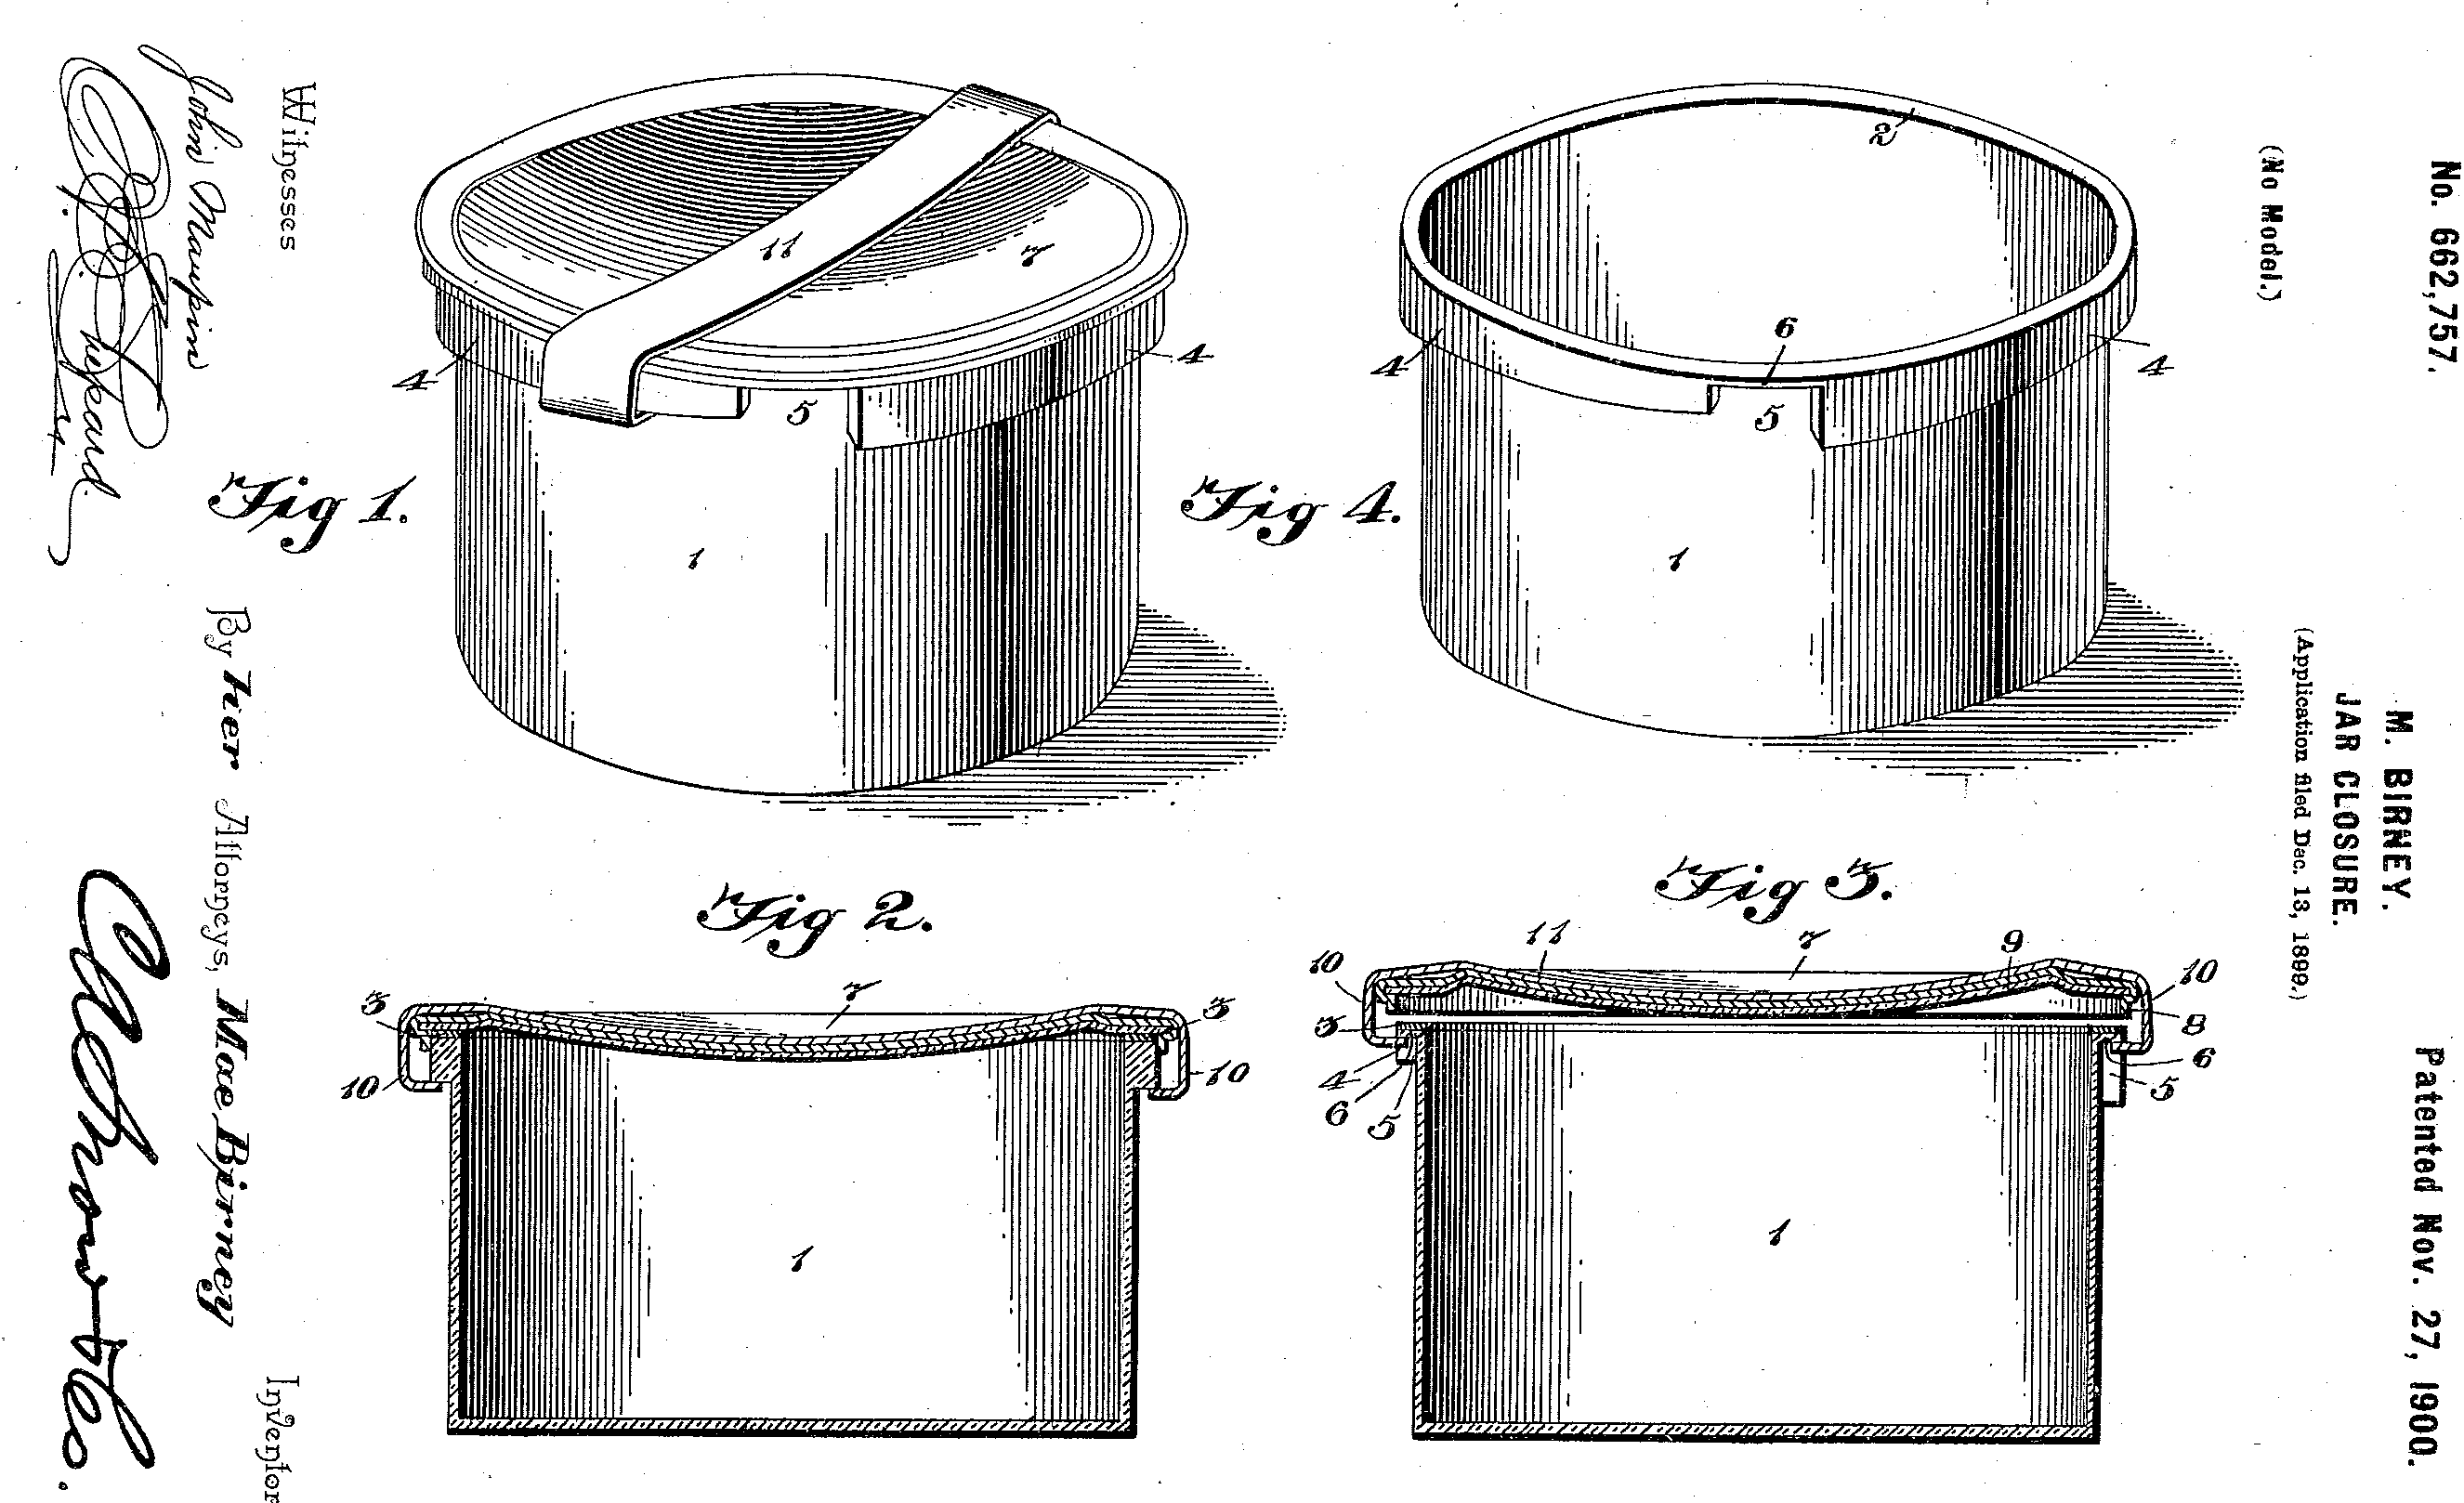 No. 662,757.
Patented Nov. 27, 1900.
M. BIRNEY.
JAR CLOSURE.
(Application filed Dec. 13, 1899.)
(No Model.)
11
7
4
4
5
1
Fig 1.
2
6
4
4
5
1
Fig 4.
Fig 2.
7
3
3
10
10
1
Fig 3.
11
7
9
10
10
3
8
4
6
6
5
5
1
Witnesses
John Maupin
By her Attorneys,
Mae Birney
Inventor